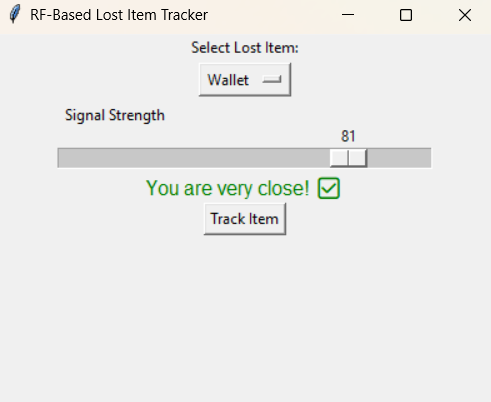 RF-Based Lost Item Tracker
Select Lost Item:
Wallet
Signal Strength
81
You are very close! ✅
Track Item